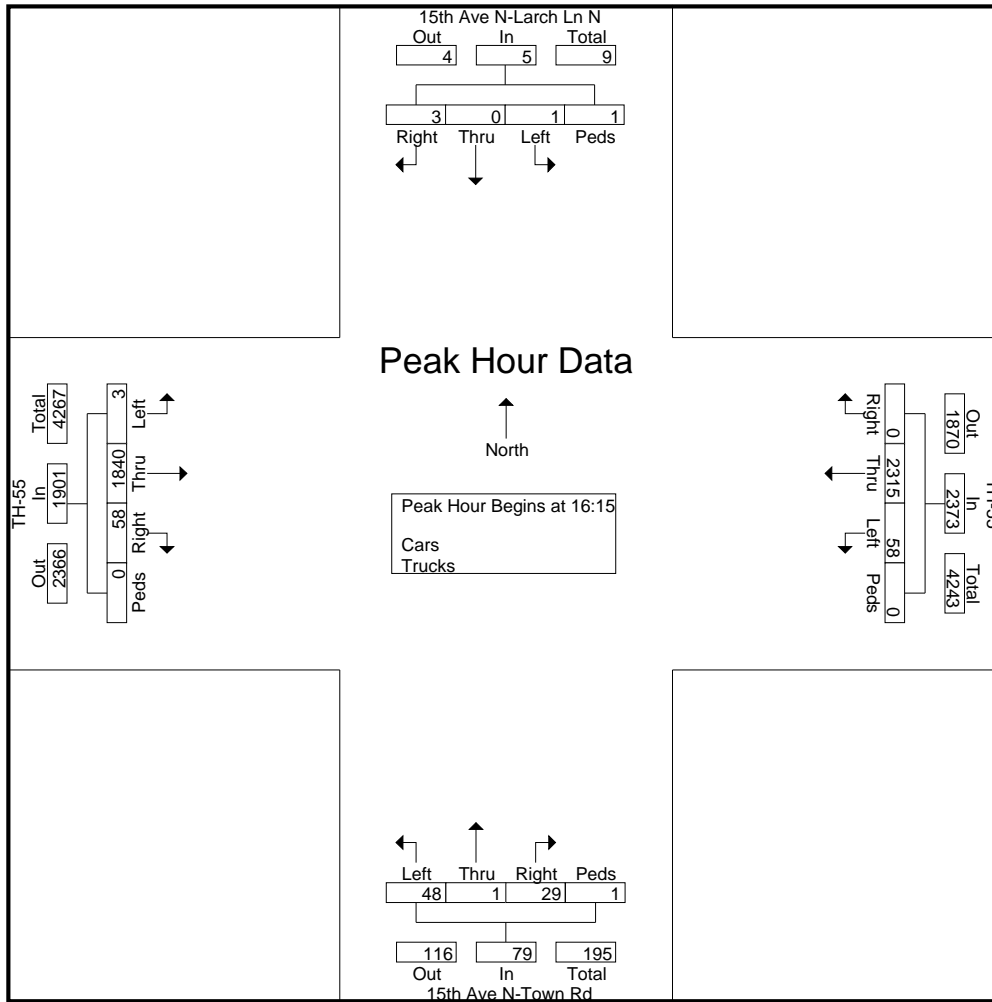 15th Ave N-Larch Ln N
Out In Total
4 5 9
3 0 1 1
Right Thru Left Peds
Peak Hour Data
North
Peak Hour Begins at 16:15
Cars
Trucks
TH-55
Total In Out
4267 1901 2366
3 1840 58 0
Left Thru Right Peds
Right Thru Left Peds
0 2315 58 0
Out In Total
1870 2373 4243
Left Thru Right Peds
48 1 29 1
116 79 195
Out In Total
15th Ave N-Town Rd